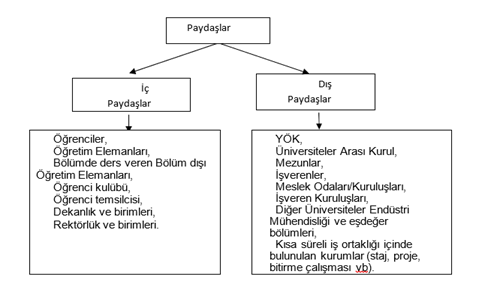 Paydaşlar
İç
Paydaşlar
Dış
Paydaşlar
Öğrenciler,
Öğretim Elemanları,
Bölümde ders veren Bölüm dışı
Öğretim Elemanları,
Öğrenci kulübü,
Öğrenci temsilcisi,
Dekanlık ve birimleri,
Rektörlük ve birimleri.
YÖK,
Üniversiteler Arası Kurul,
Mezunlar,
İşverenler,
Meslek Odaları/Kuruluşları,
İşveren Kuruluşları,
Diğer Üniversiteler Endüstri
Mühendisliği ve eşdeğer
bölümleri,
Kısa süreli iş ortaklığı içinde
bulunulan kurumlar (staj, proje,
bitirme çalışması vb).